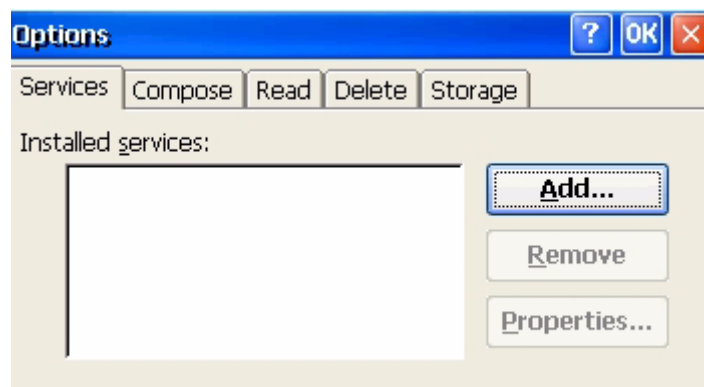 Options ? OK ×
Services Compose Read Delete Storage
Installed services:
Add...
Remove
Properties...